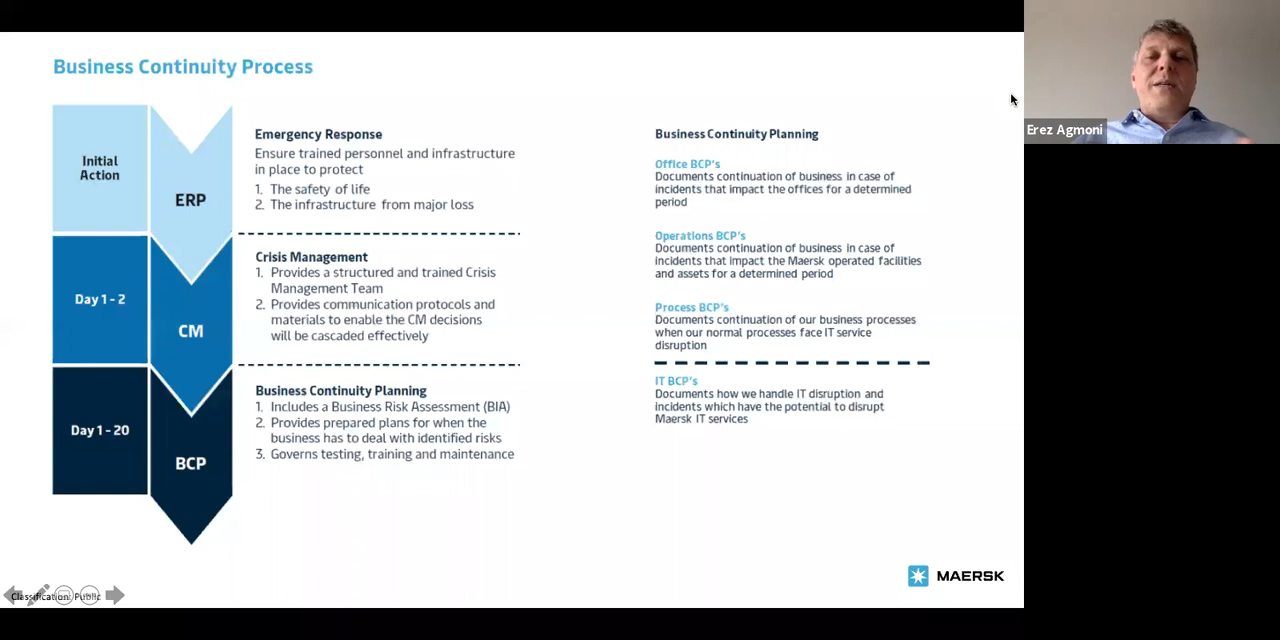 Business Continuity Process
Initial
Action
ERP
Emergency Response
Ensure trained personnel and infrastructure
in place to protect
1. The safety of life
2. The infrastructure from major loss
Day 1 - 2
CM
Crisis Management
1. Provides a structured and trained Crisis
Management Team
2. Provides communication protocols and
materials to enable the CM decisions
will be cascaded effectively
Day 1 - 20
BCP
Business Continuity Planning
1. Includes a Business Risk Assessment (BIA)
2. Provides prepared plans for when the
business has to deal with identified risks
3. Governs testing, training and maintenance
Business Continuity Planning
Office BCP's
Documents continuation of business in case of
incidents that impact the offices for a determined
period
Operations BCP's
Documents continuation of business in case of
incidents that impact the Maersk operated facilities
and assets for a determined period
Process BCP's
Documents continuation of our business processes
when our normal processes face IT service
disruption
IT BCP's
Documents how we handle IT disruption and
incidents which have the potential to disrupt
Maersk IT services
MAERSK
Classification: Public
Erez Agmoni